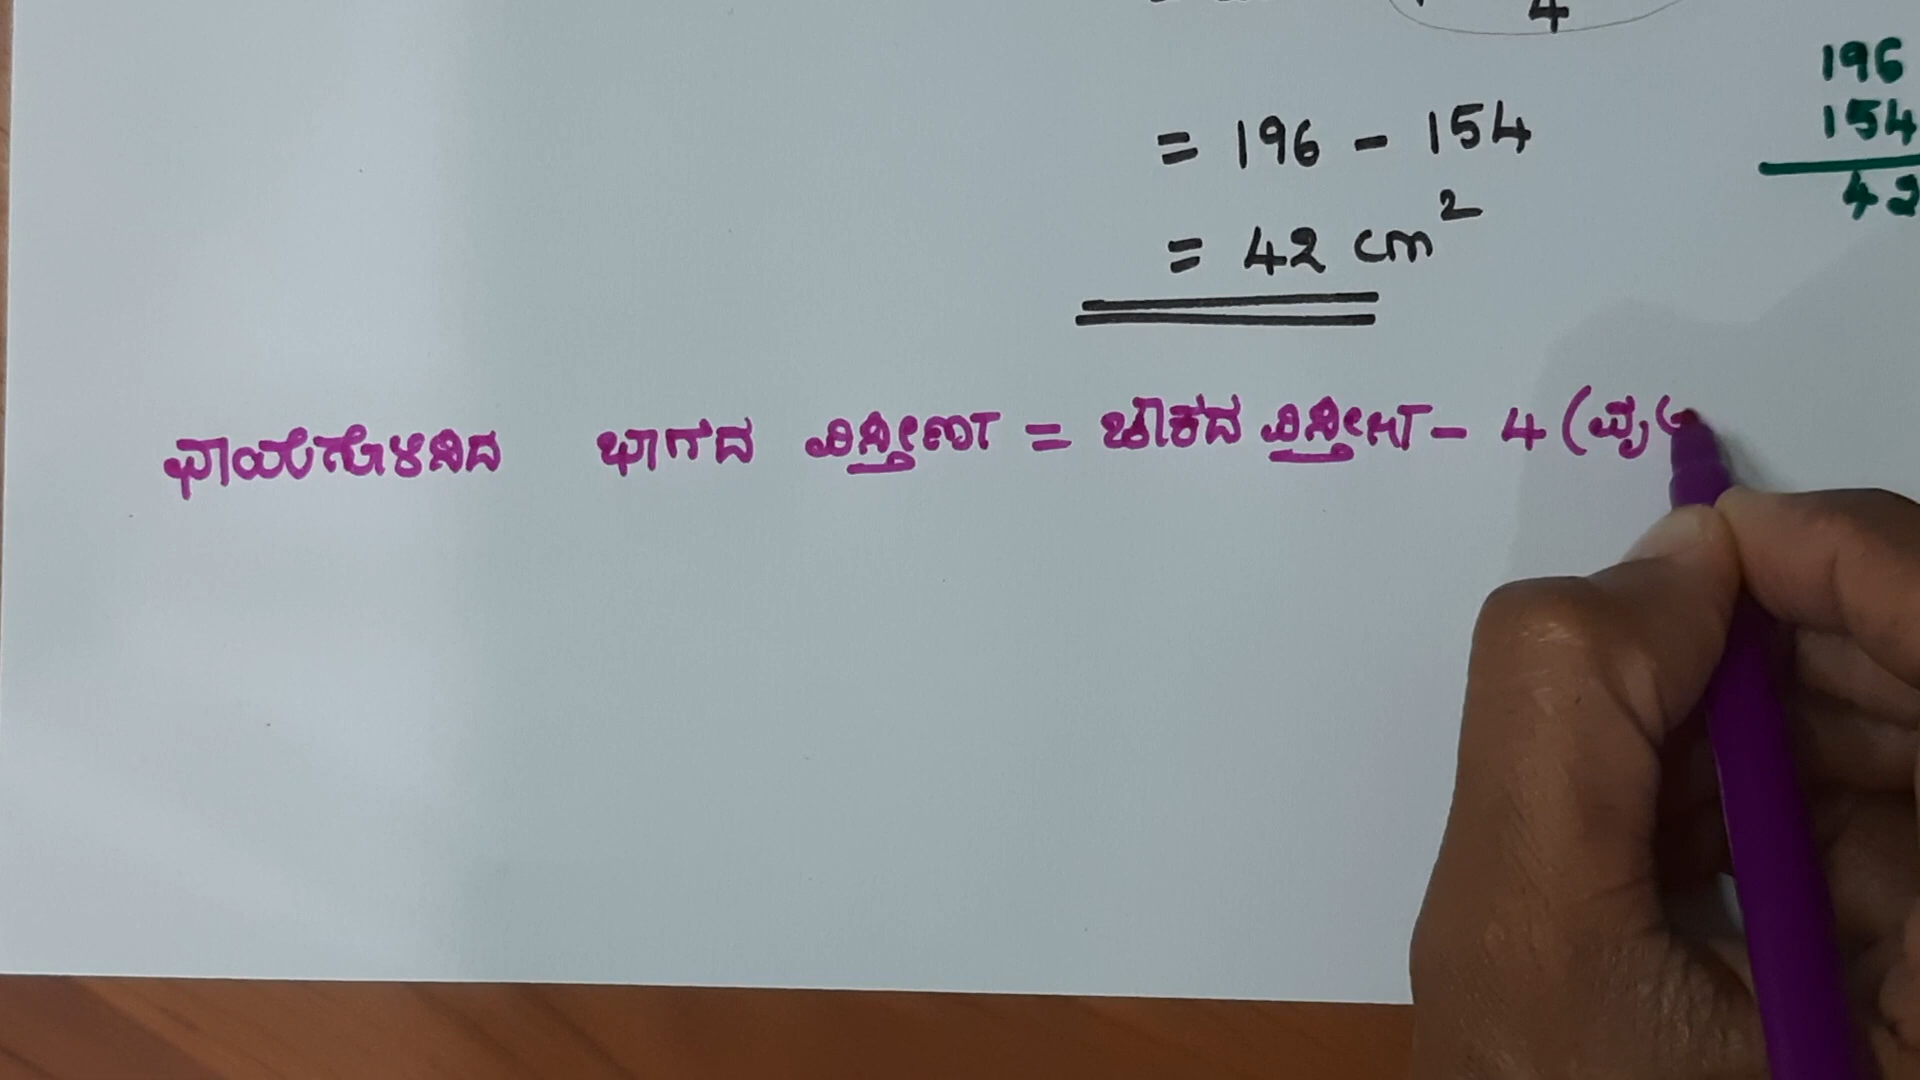 4
196
154
42
= 196 - 154
= 42 cm²
ಛಾಯೆಗೊಳಿಸಿದ ಭಾಗದ ವಿಸ್ತೀರ್ಣ = ಚೌಕದ ವಿಸ್ತೀರ್ಣ - 4 (ವೃ